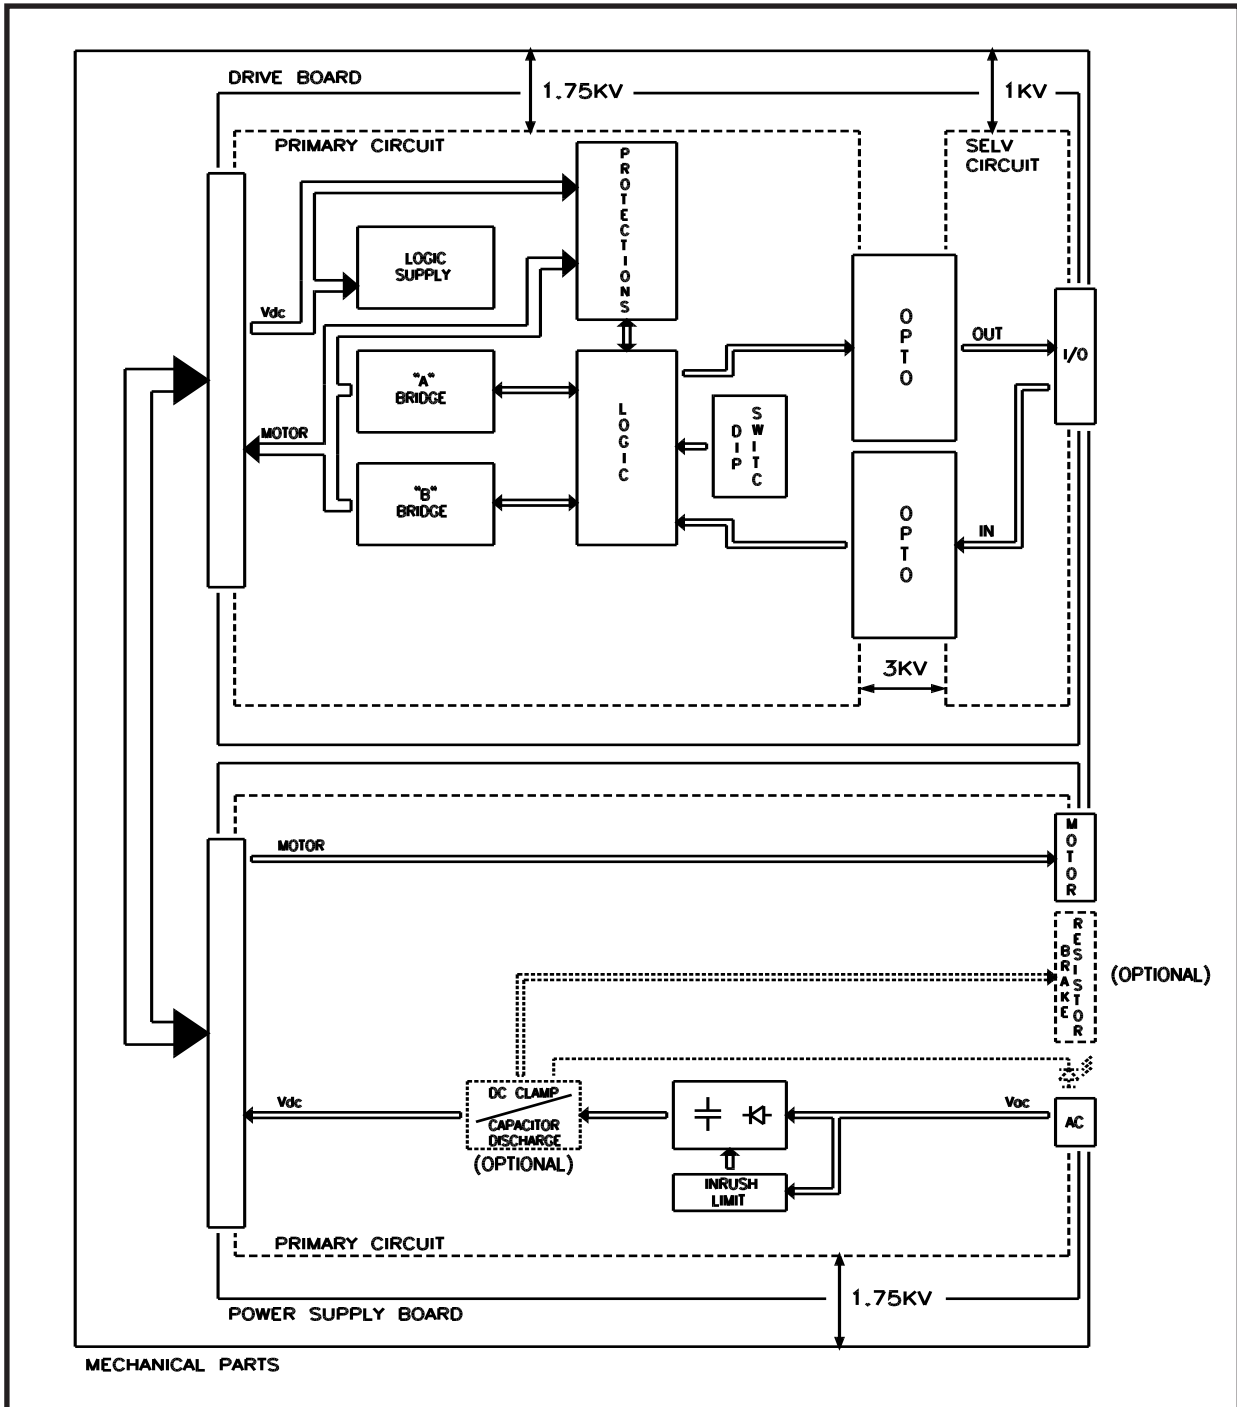 DRIVE BOARD
1.75KV
1KV
PRIMARY CIRCUIT
SELV
CIRCUIT
PROTECTIONS
LOGIC
SUPPLY
Vdc
OPTO
OUT
I/O
"A"
BRIDGE
LOGIC
DIP
SWITC
MOTOR
"B"
BRIDGE
OPTO
IN
3KV
MOTOR
MOTOR
BRAKE
RESISTOR
(OPTIONAL)
Vdc
DC CLAMP
CAPACITOR
DISCHARGE
(OPTIONAL)
Voc
AC
INRUSH
LIMIT
PRIMARY CIRCUIT
1.75KV
POWER SUPPLY BOARD
MECHANICAL PARTS